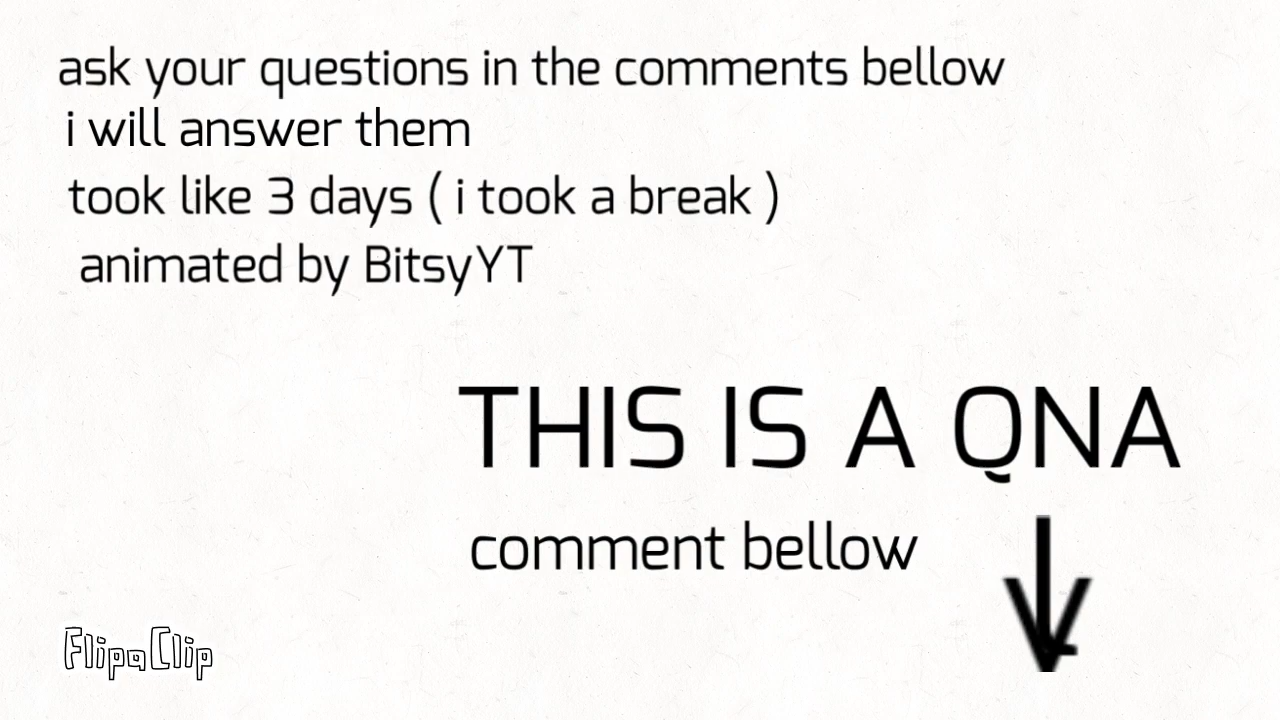 ask your questions in the comments bellow
i will answer them
took like 3 days ( i took a break )
animated by BitsyYT
THIS IS A QNA
comment bellow
FlipaClip